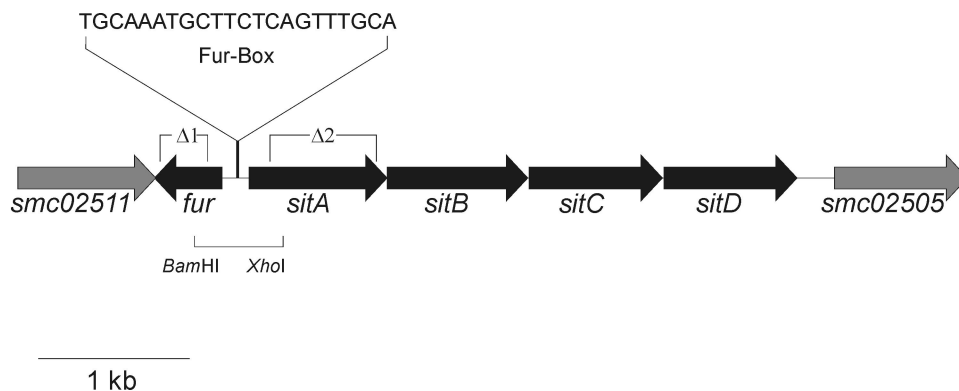 TGCAAATGCTTCTCAGTTTGCA
Fur-Box
Δ1 Δ2
smc02511 fur sitA sitB sitC sitD smc02505
BamHI XhoI
1 kb